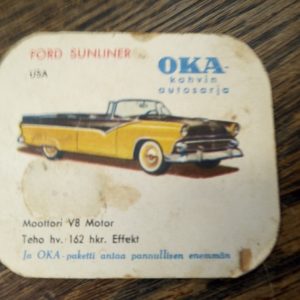 FORD SUNLINER
USA
OKA-
kahvin
autosarja
Moottori V8 Motor
Teho hv. 162 hkr. Effekt
Ja OKA-paketti antaa pannullisen enemmän